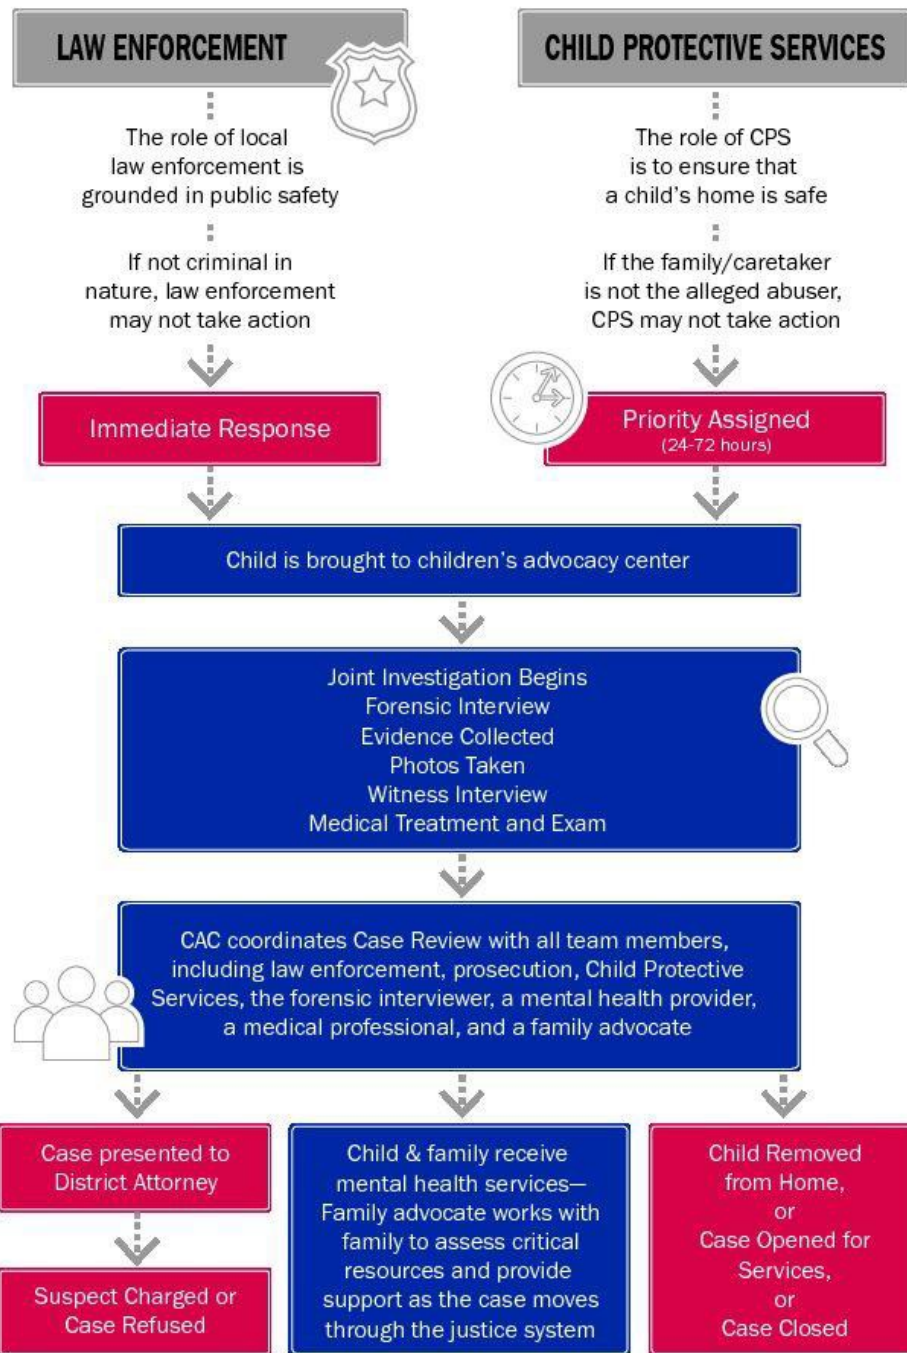 LAW ENFORCEMENT
The role of local
law enforcement is
grounded in public safety
If not criminal in
nature, law enforcement
may not take action
Immediate Response
CHILD PROTECTIVE SERVICES
The role of CPS
is to ensure that
a child's home is safe
If the family/caretaker
is not the alleged abuser,
CPS may not take action
Priority Assigned
(24-72 hours)
Child is brought to children's advocacy center
Joint Investigation Begins
Forensic Interview
Evidence Collected
Photos Taken
Witness Interview
Medical Treatment and Exam
CAC coordinates Case Review with all team members,
including law enforcement, prosecution, Child Protective
Services, the forensic interviewer, a mental health provider,
a medical professional, and a family advocate
Case presented to
District Attorney
Suspect Charged or
Case Refused
Child & family receive
mental health services—
Family advocate works with
family to assess critical
resources and provide
support as the case moves
through the justice system
Child Removed
from Home,
or
Case Opened for
Services,
or
Case Closed